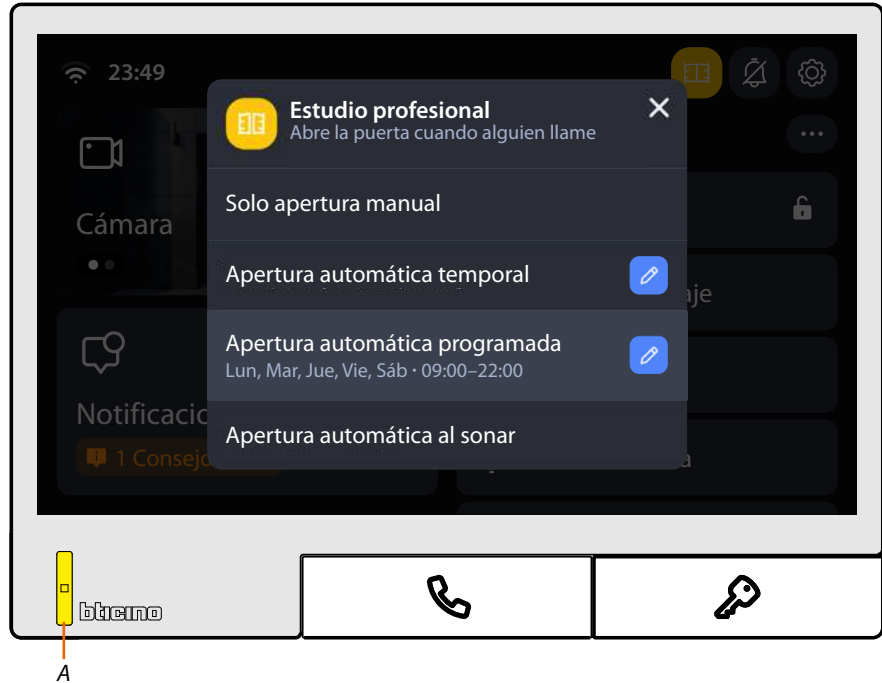 23:49
Estudio profesional
Abre la puerta cuando alguien llame
Cámara
Solo apertura manual
Apertura automática temporal
aje
Apertura automática programada
Lun, Mar, Jue, Vie, Sáb · 09:00–22:00
Notificacio
1 Consejo
Apertura automática al sonar
a
bticino
A